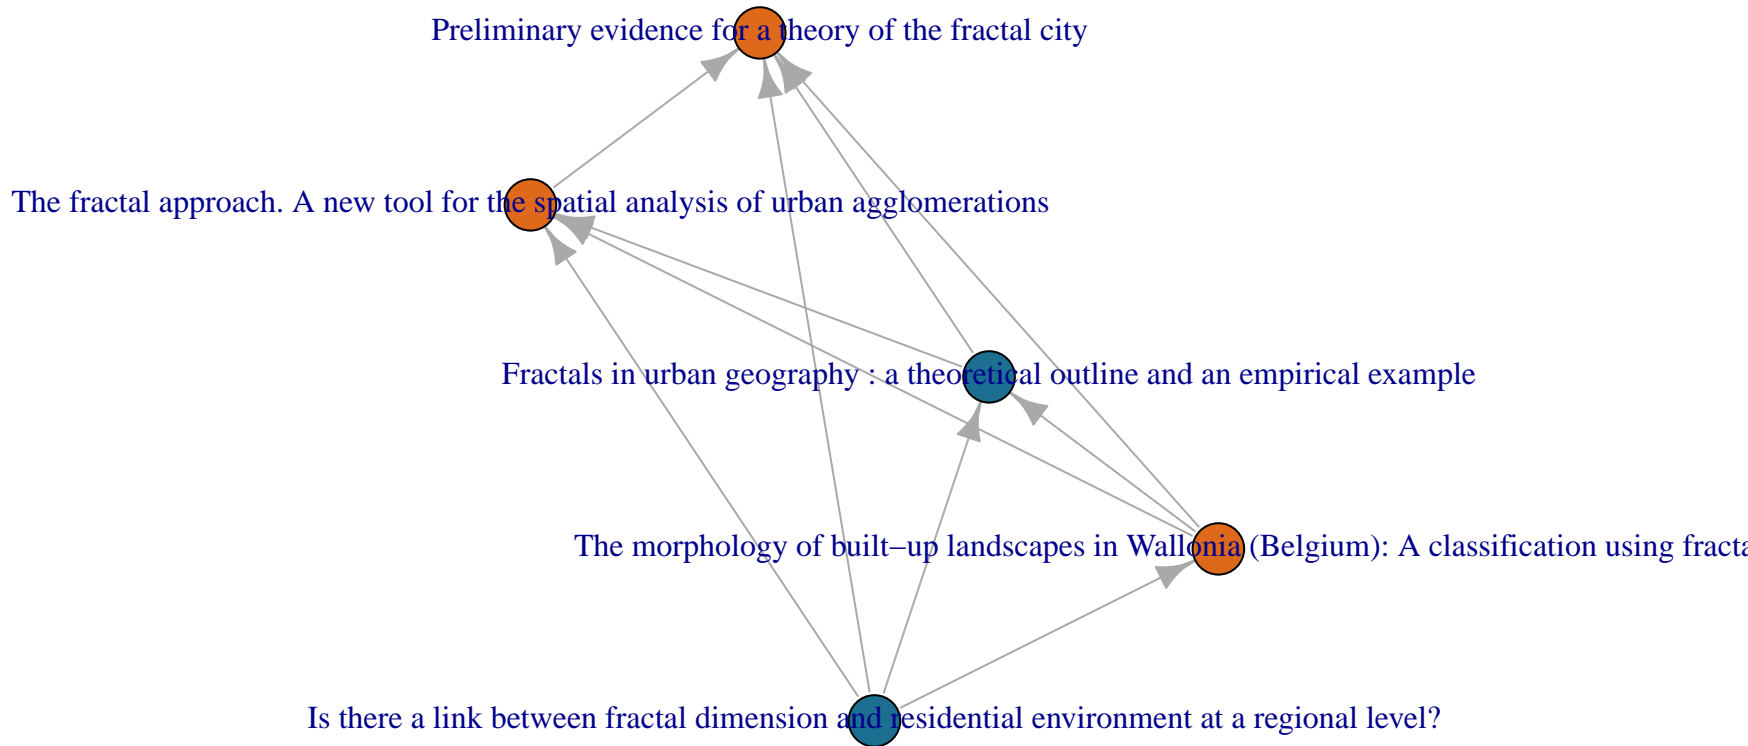 Preliminary evidence for a theory of the fractal city
The fractal approach. A new tool for the spatial analysis of urban agglomerations
Fractals in urban geography : a theoretical outline and an empirical example
The morphology of built−up landscapes in Wallonia (Belgium): A classification using
Is there a link between fractal dimension and residential environment at a regional level?